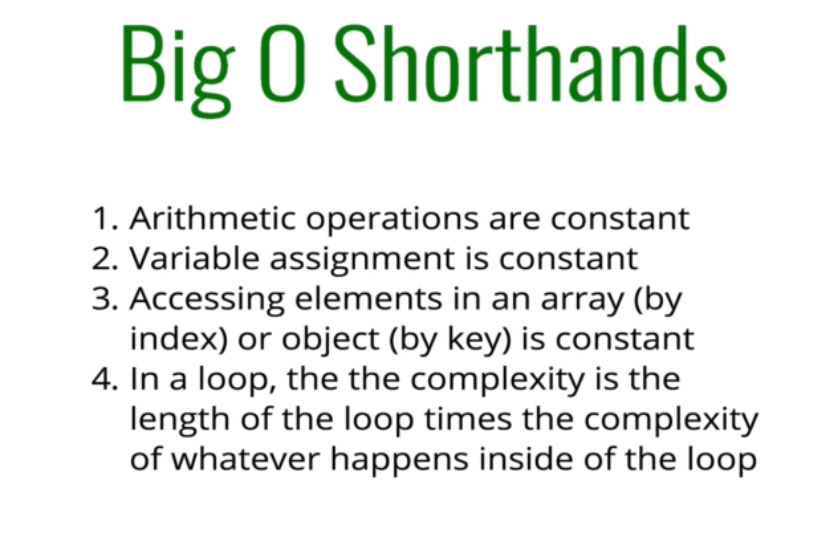 Big O Shorthands
1. Arithmetic operations are constant
2. Variable assignment is constant
3. Accessing elements in an array (by
index) or object (by key) is constant
4. In a loop, the the complexity is the
length of the loop times the complexity
of whatever happens inside of the loop